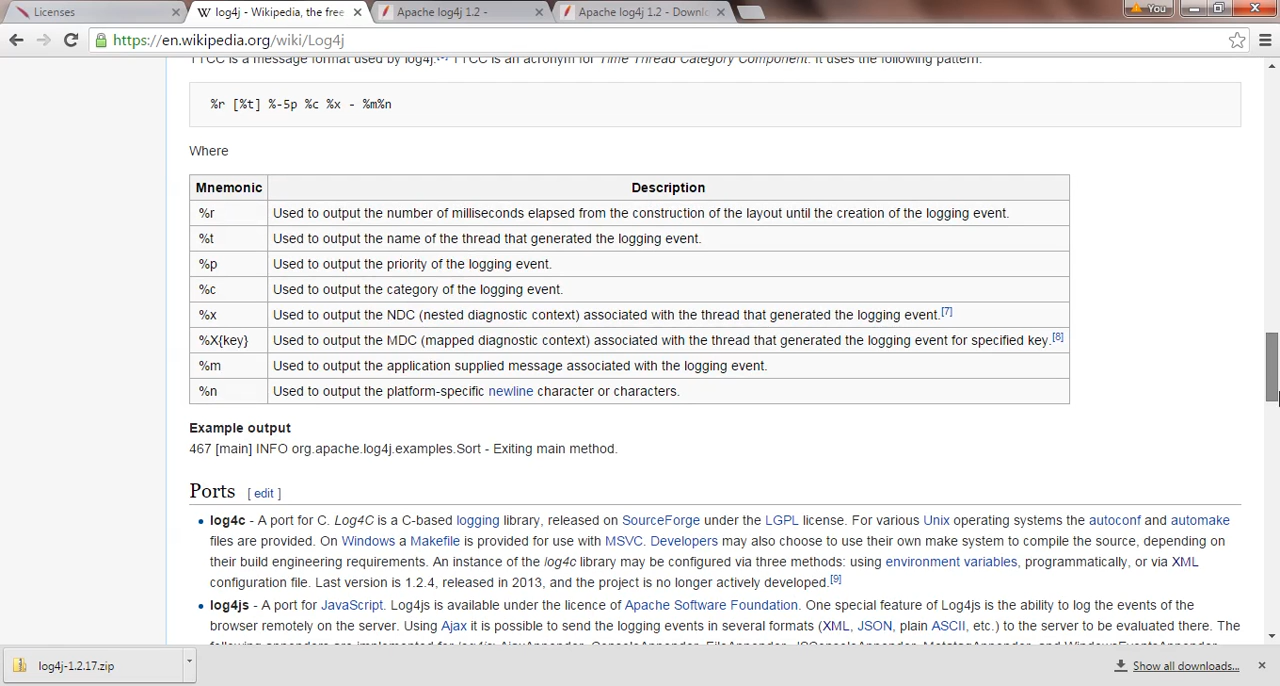 Licenses
log4j - Wikipedia, the free
Apache log4j 1.2 -
Apache log4j 1.2 - Downlo
You
https://en.wikipedia.org/wiki/Log4j
TTCC is a message format used by log4j. TTCC is an acronym for Time Thread Category Component. It uses the following pattern:
%r [%t] %-5p %c %x - %m%n
Where
Mnemonic Description
%r Used to output the number of milliseconds elapsed from the construction of the layout until the creation of the logging event.
%t Used to output the name of the thread that generated the logging event.
%p Used to output the priority of the logging event.
%c Used to output the category of the logging event.
%x Used to output the NDC (nested diagnostic context) associated with the thread that generated the logging event.[7]
%X{key} Used to output the MDC (mapped diagnostic context) associated with the thread that generated the logging event for specified key.[8]
%m Used to output the application supplied message associated with the logging event.
%n Used to output the platform-specific newline character or characters.
Example output
467 [main] INFO org.apache.log4j.examples.Sort - Exiting main method.
Ports [ edit ]
log4c - A port for C. Log4C is a C-based logging library, released on SourceForge under the LGPL license. For various Unix operating systems the autoconf and automake
files are provided. On Windows a Makefile is provided for use with MSVC. Developers may also choose to use their own make system to compile the source, depending on
their build engineering requirements. An instance of the log4c library may be configured via three methods: using environment variables, programmatically, or via XML
configuration file. Last version is 1.2.4, released in 2013, and the project is no longer actively developed.[9]
log4js - A port for JavaScript. Log4js is available under the licence of Apache Software Foundation. One special feature of Log4js is the ability to log the events of the
browser remotely on the server. Using Ajax it is possible to send the logging events in several formats (XML, JSON, plain ASCII, etc.) to the server to be evaluated there. The
following appenders are implemented for log4js: AjaxAppender, ConsoleAppender, FileAppender, JSConsoleAppender, MetatagAppender, and WindowsEventsAppender.
log4j-1.2.17.zip
Show all downloads...